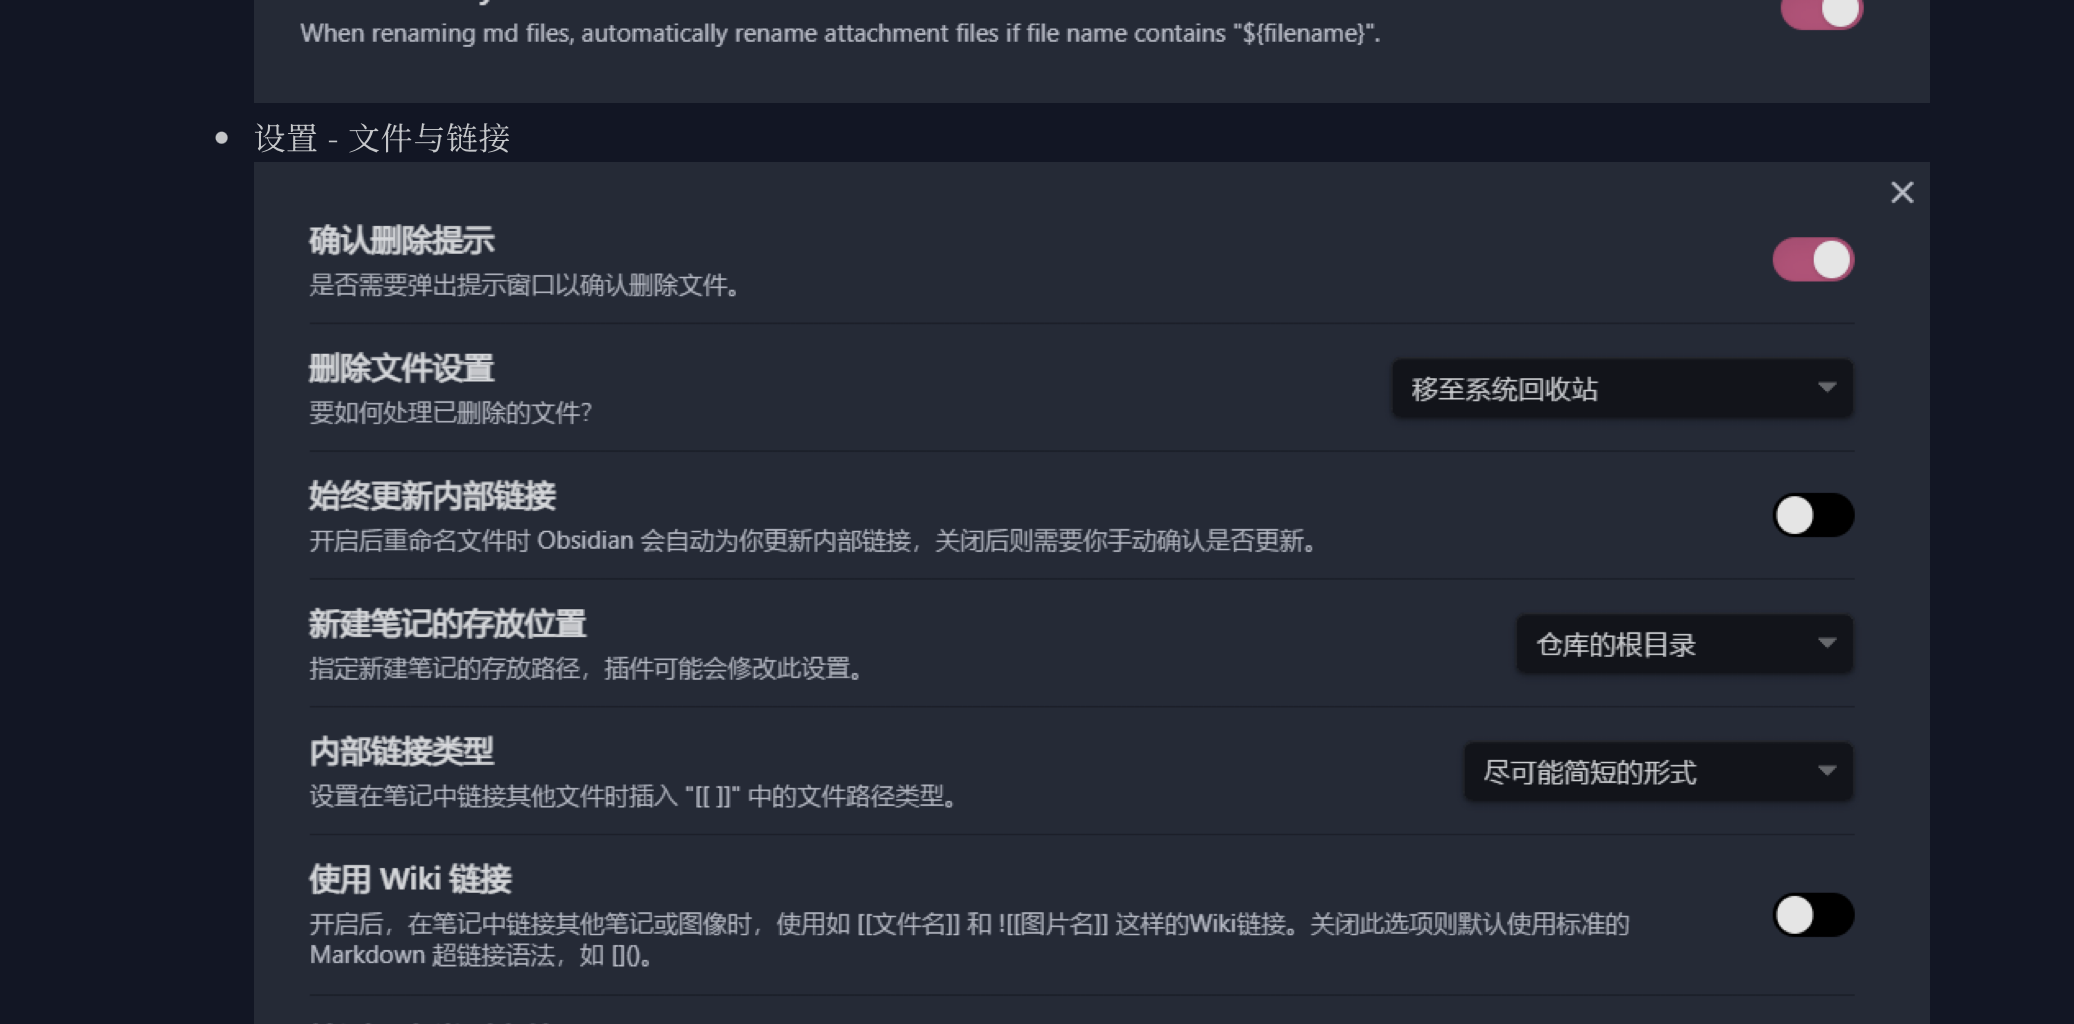 When renaming md files, automatically rename attachment files if file name contains "${filename}".
设置 - 文件与链接
确认删除提示
是否需要弹出提示窗口以确认删除文件。
删除文件设置
移至系统回收站
要如何处理已删除的文件?
始终更新内部链接
开启后重命名文件时 Obsidian 会自动为你更新内部链接，关闭后则需要你手动确认是否更新。
新建笔记的存放位置
仓库的根目录
指定新建笔记的存放路径，插件可能会修改此设置。
内部链接类型
尽可能简短的形式
设置在笔记中链接其他文件时插入 "[[ ]]" 中的文件路径类型。
使用 Wiki 链接
开启后，在笔记中链接其他笔记或图像时，使用如 [[文件名]] 和 ![[图片名]] 这样的Wiki链接。关闭此选项则默认使用标准的
Markdown 超链接语法，如 []()。